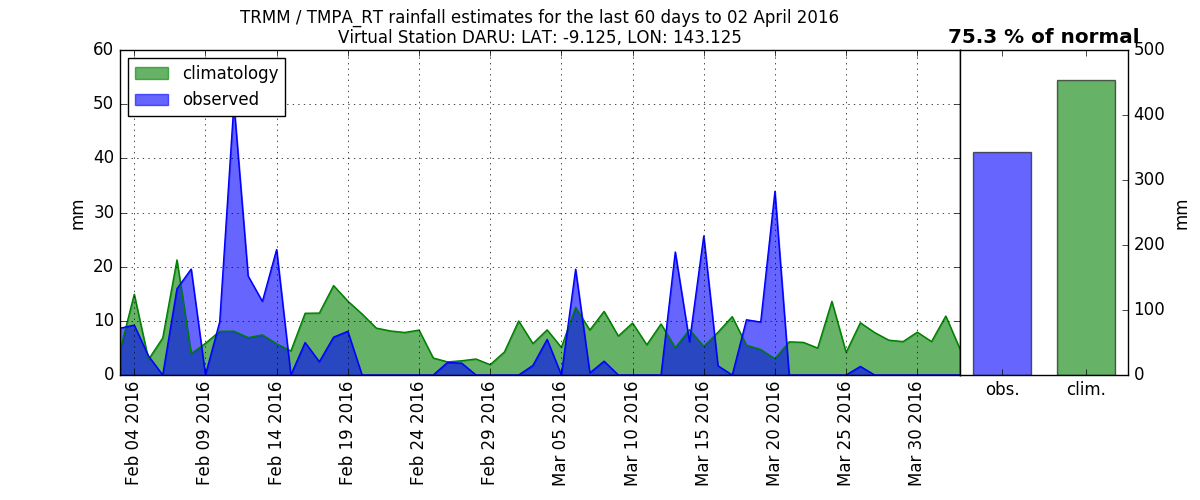 TRMM / TMPA_RT rainfall estimates for the last 60 days to 02 April 2016
Virtual Station DARU: LAT: -9.125, LON: 143.125
75.3 % of normal
climatology
observed
60
50
40
30
20
10
0
mm
500
400
300
200
100
0
mm
obs.
clim.
Feb 04 2016
Feb 09 2016
Feb 14 2016
Feb 19 2016
Feb 24 2016
Feb 29 2016
Mar 05 2016
Mar 10 2016
Mar 15 2016
Mar 20 2016
Mar 25 2016
Mar 30 2016